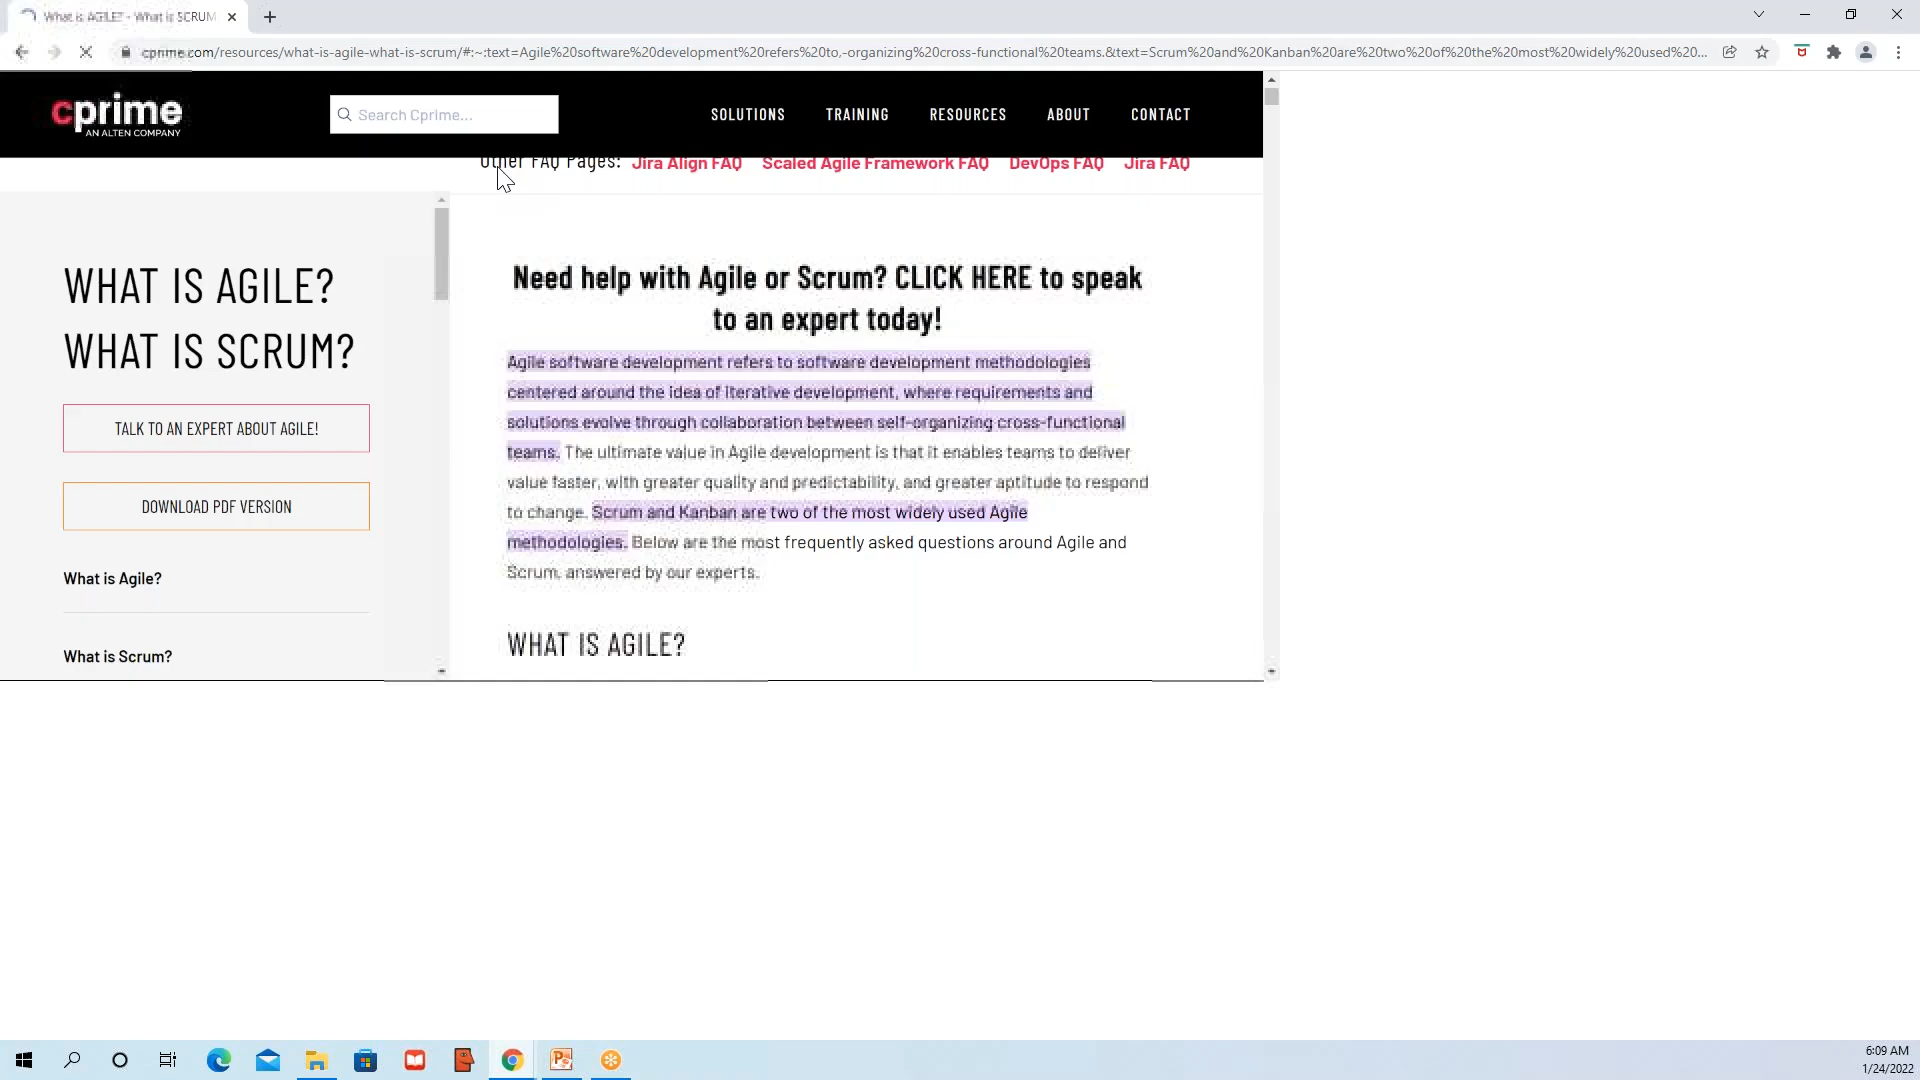 What is AGILE? - What is SCRUM
cprime.com/resources/what-is-agile-what-is-scrum/#:~:text=Agile%20software%20development%20refers%20to,-organizing%20cross-functional%20teams.&text=Scrum%20and%20Kanban%20are%20two%20of%20the%20most%20widely%20used%20...
cprime
AN ALTEN COMPANY
Search Cprime...
SOLUTIONS TRAINING RESOURCES ABOUT CONTACT
Other FAQ Pages: Jira Align FAQ Scaled Agile Framework FAQ DevOps FAQ Jira FAQ
WHAT IS AGILE?
WHAT IS SCRUM?
TALK TO AN EXPERT ABOUT AGILE!
DOWNLOAD PDF VERSION
What is Agile?
What is Scrum?
Need help with Agile or Scrum? CLICK HERE to speak
to an expert today!
Agile software development refers to software development methodologies
centered around the idea of iterative development, where requirements and
solutions evolve through collaboration between self-organizing cross-functional
teams. The ultimate value in Agile development is that it enables teams to deliver
value faster, with greater quality and predictability, and greater aptitude to respond
to change. Scrum and Kanban are two of the most widely used Agile
methodologies. Below are the most frequently asked questions around Agile and
Scrum, answered by our experts.
WHAT IS AGILE?
6:09 AM
1/24/2022